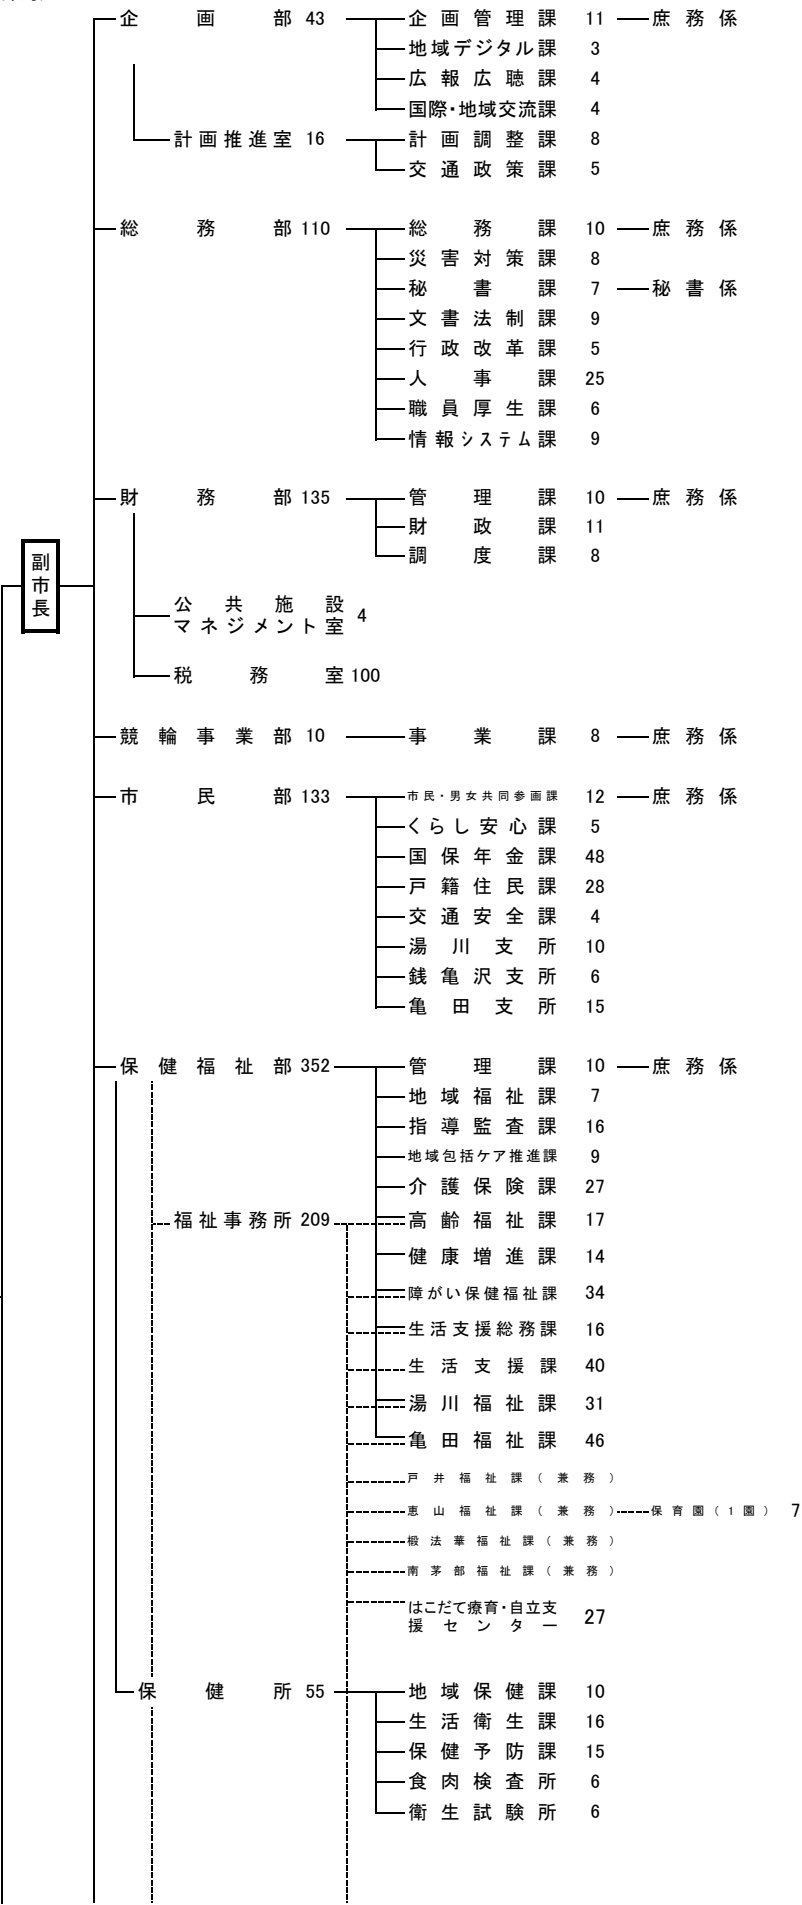 企画部 43 企画管理課 11 庶務係
地域デジタル課 3
広報広聴課 4
国際・地域交流課 4
計画推進室 16 計画調整課 8
交通政策課 5
総務部 110 総務課 10 庶務係
災害対策課 8
秘書課 7 秘書係
文書法制課 9
行政改革課 5
人事課 25
職員厚生課 6
情報システム課 9
財務部 135 管理課 10 庶務係
財政課 11
調度課 8
副市長
公共施設
マネジメント室 4
税務室 100
競輪事業部 10 事業課 8 庶務係
市民部 133 市民・男女共同参画課 12 庶務係
くらし安心課 5
国保年金課 48
戸籍住民課 28
交通安全課 4
湯川支所 10
銭亀沢支所 6
亀田支所 15
保健福祉部 352 管理課 10 庶務係
地域福祉課 7
指導監査課 16
地域包括ケア推進課 9
介護保険課 27
福祉事務所 209 高齢福祉課 17
健康増進課 14
障がい保健福祉課 34
生活支援総務課 16
生活支援課 40
湯川福祉課 31
亀田福祉課 46
戸井福祉課(兼務)
恵山福祉課(兼務) 保育園(1園) 7
椴法華福祉課(兼務)
南茅部福祉課(兼務)
はこだて療育・自立支
援センター 27
保健所 55 地域保健課 10
生活衛生課 16
保健予防課 15
食肉検査所 6
衛生試験所 6